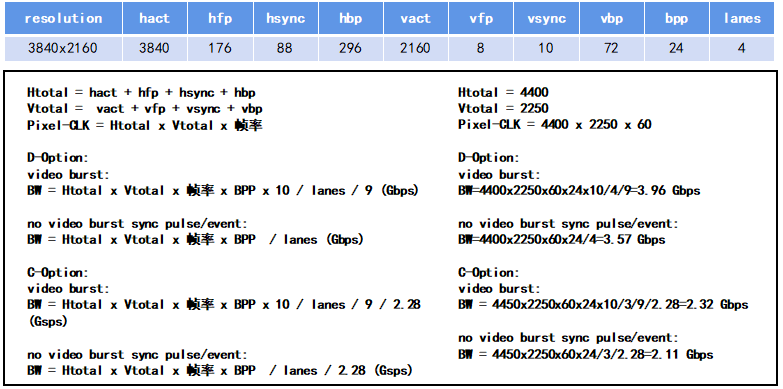 resolution hact hfp hsync hbp vact vfp vsync vbp bpp lanes
3840x2160 3840 176 88 296 2160 8 10 72 24 4
Htotal = hact + hfp + hsync + hbp
Vtotal =  vact + vfp + vsync + vbp
Pixel-CLK = Htotal x Vtotal x 帧率
D-Option:
video burst:
BW = Htotal x Vtotal x 帧率 x BPP x 10 / lanes / 9 (Gbps)
no video burst sync pulse/event:
BW = Htotal x Vtotal x 帧率 x BPP  / lanes (Gbps)
C-Option:
video burst:
BW = Htotal x Vtotal x 帧率 x BPP x 10 / lanes / 9 / 2.28
(Gsps)
no video burst sync pulse/event:
BW = Htotal x Vtotal x 帧率 x BPP  / lanes / 2.28 (Gsps)
Htotal = 4400
Vtotal = 2250
Pixel-CLK = 4400 x 2250 x 60
D-Option:
video burst:
BW=4400x2250x60x24x10/4/9=3.96 Gbps
no video burst sync pulse/event:
BW=4400x2250x60x24/4=3.57 Gbps
C-Option:
video burst:
BW = 4450x2250x60x24x10/3/9/2.28=2.32 Gbps
no video burst sync pulse/event:
BW = 4450x2250x60x24/3/2.28=2.11 Gbps